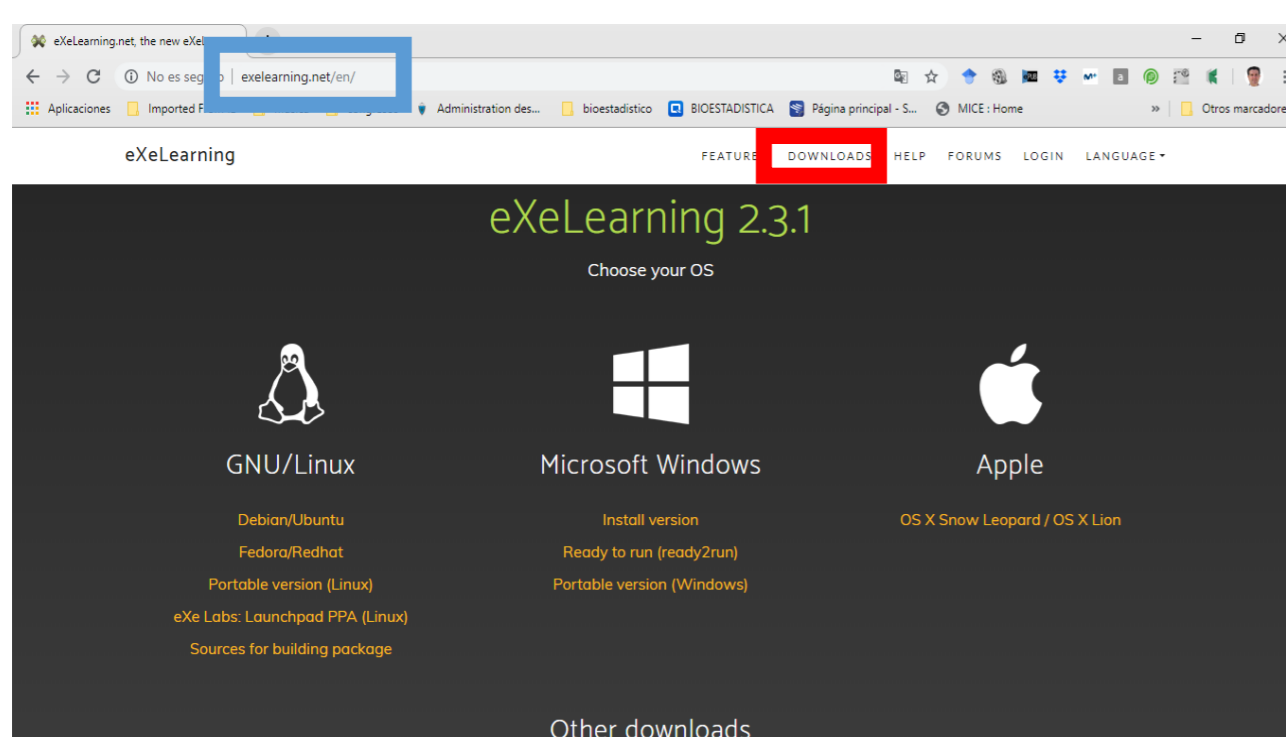 eXeLearning.net, the new eXeL
No es seg o | exelearning.net/en/
Aplicaciones Imported F Administration des... bioestadistico BIOESTADISTICA Página principal - S... MICE : Home » Otros marcadore
eXeLearning FEATURE DOWNLOADS HELP FORUMS LOGIN LANGUAGE
eXeLearning 2.3.1
Choose your OS
GNU/Linux Microsoft Windows Apple
Debian/Ubuntu Install version OS X Snow Leopard / OS X Lion
Fedora/Redhat Ready to run (ready2run)
Portable version (Linux) Portable version (Windows)
eXe Labs: Launchpad PPA (Linux)
Sources for building package
Other downloads